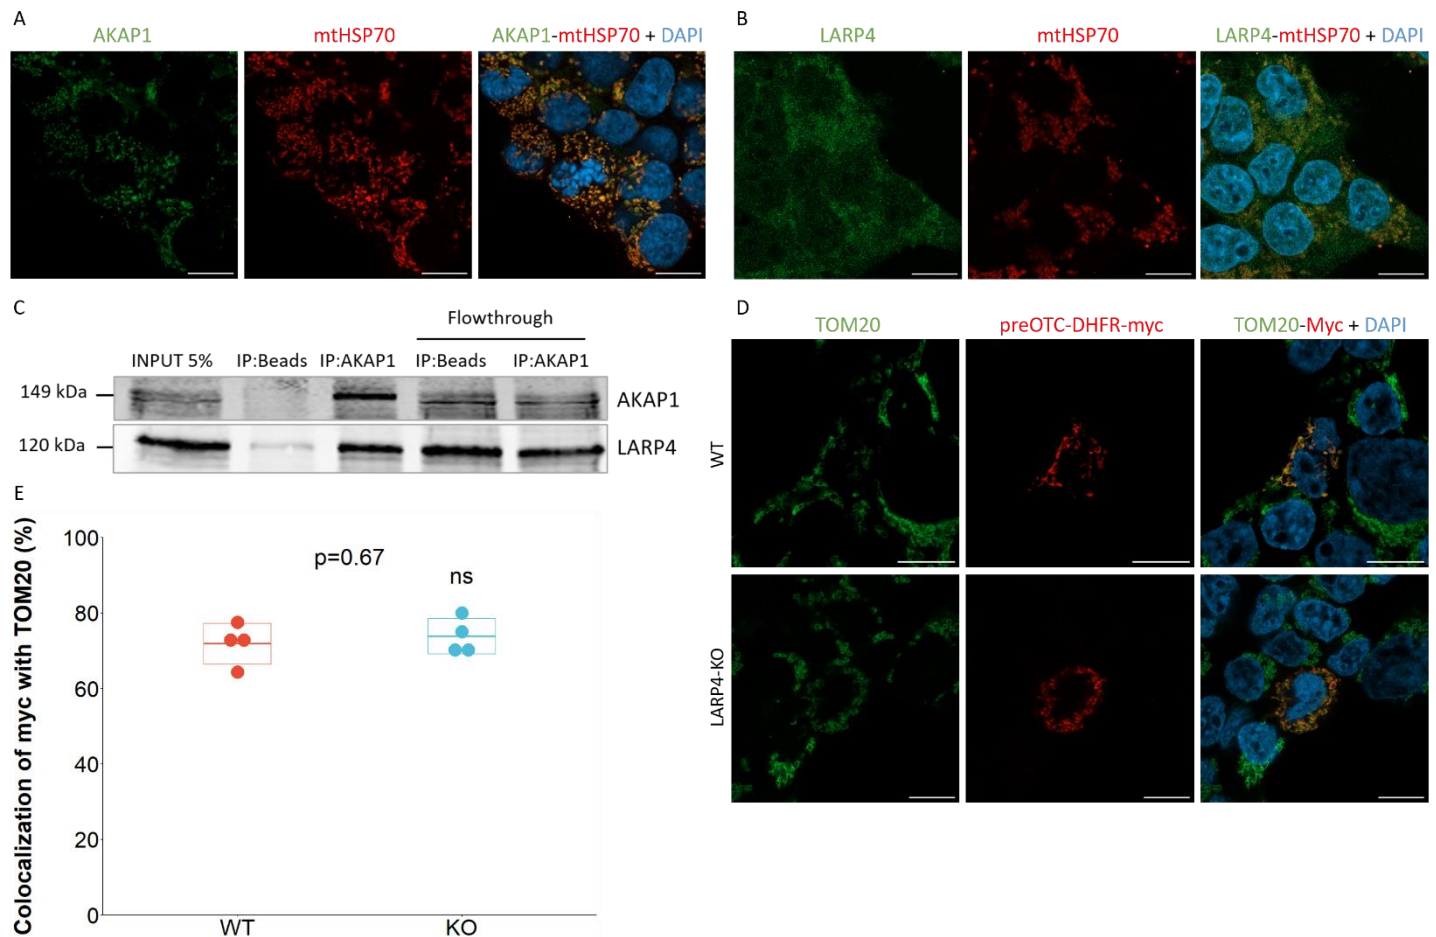 A
AKAP1 mtHSP70 AKAP1-mtHSP70 + DAPI
B
LARP4 mtHSP70 LARP4-mtHSP70 + DAPI
C
Flowthrough
INPUT 5% IP:Beads IP:AKAP1 IP:Beads IP:AKAP1
149 kDa AKAP1
120 kDa LARP4
D
TOM20 preOTC-DHFR-myc TOM20-Myc + DAPI
WT
LARP4-KO
E
Colocalization of myc with TOM20 (%)
100
80
60
40
20
0
p=0.67
ns
WT KO